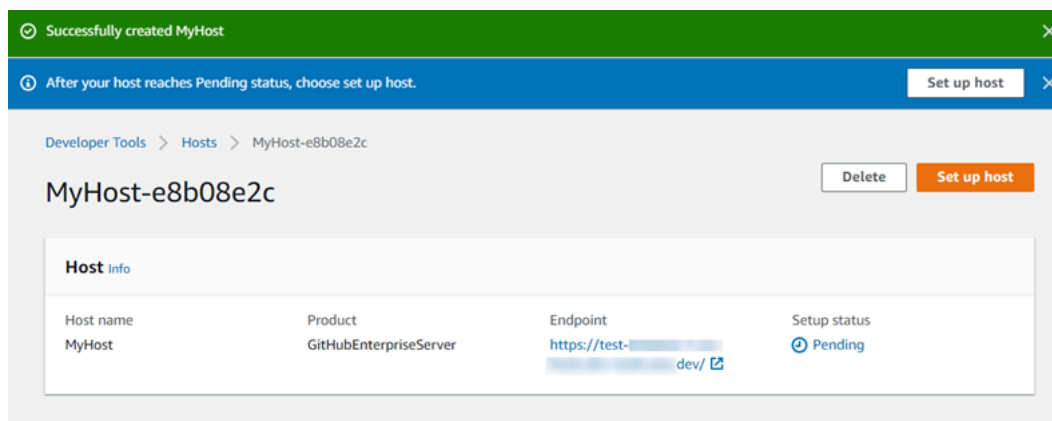 Successfully created MyHost
After your host reaches Pending status, choose set up host.
Set up host
Developer Tools > Hosts > MyHost-e8b08e2c
MyHost-e8b08e2c
Delete
Set up host
Host Info
Host name
Product
Endpoint
Setup status
MyHost
GitHubEnterpriseServer
https://test-
dev/
Pending